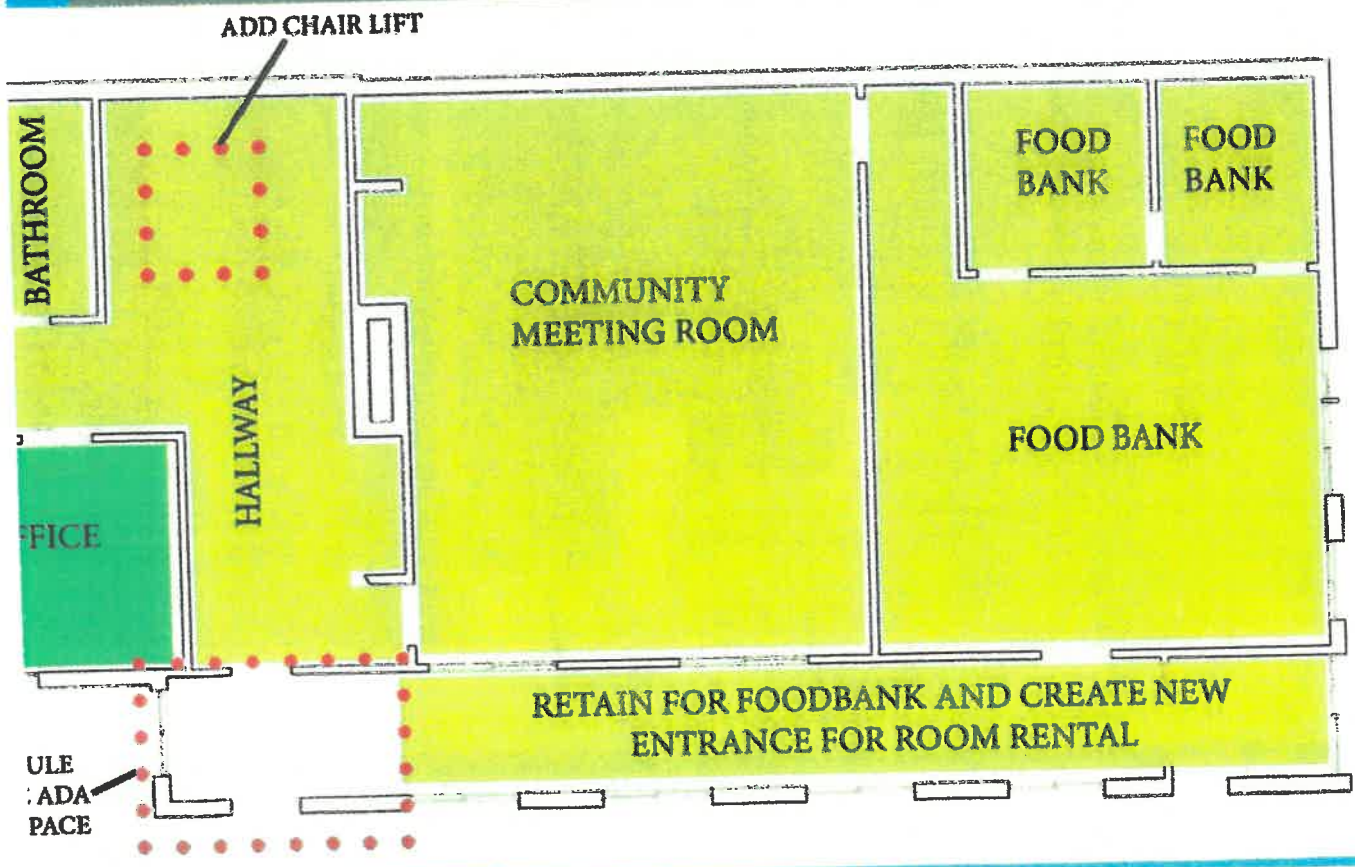 ADD CHAIR LIFT
BATHROOM
FOOD
BANK
FOOD
BANK
COMMUNITY
MEETING ROOM
HALLWAY
FOOD BANK
FFICE
RETAIN FOR FOODBANK AND CREATE NEW
ENTRANCE FOR ROOM RENTAL
ULE
ADA
PACE